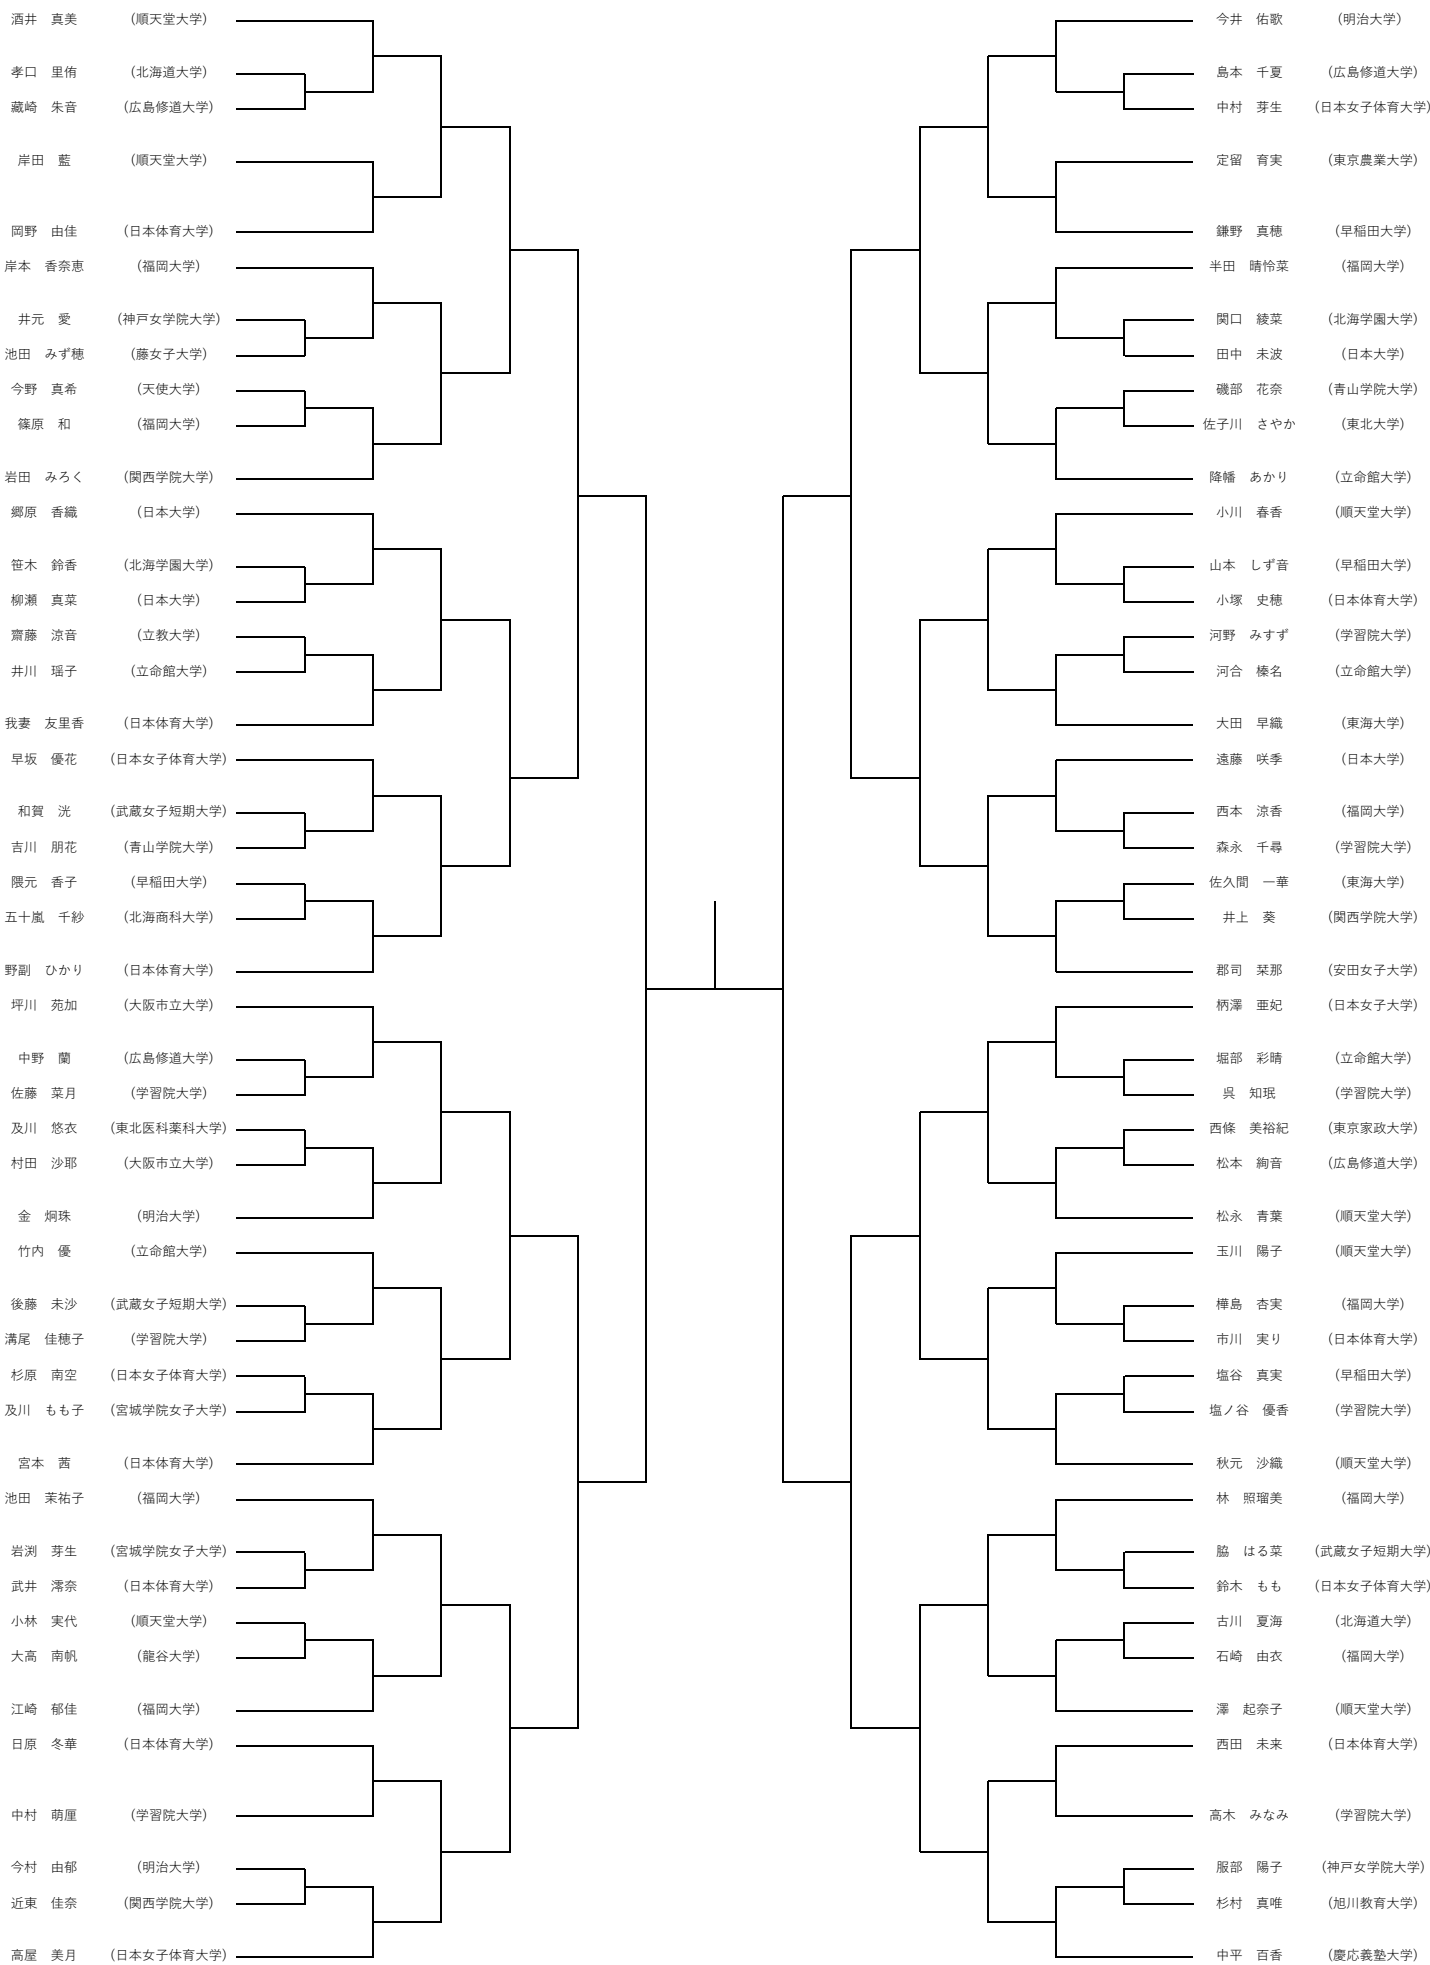 酒井　真美 (順天堂大学)
孝口　里侑 (北海道大学)
藏崎　朱音 (広島修道大学)
岸田　藍 (順天堂大学)
岡野　由佳 (日本体育大学)
岸本　香奈恵 (福岡大学)
井元　愛 (神戸女学院大学)
池田　みず穂 (藤女子大学)
今野　真希 (天使大学)
篠原　和 (福岡大学)
岩田　みろく (関西学院大学)
郷原　香織 (日本大学)
笹木　鈴香 (北海学園大学)
柳瀬　真菜 (日本大学)
齋藤　涼音 (立教大学)
井川　瑶子 (立命館大学)
我妻　友里香 (日本体育大学)
早坂　優花 (日本女子体育大学)
和賀　洸 (武蔵女子短期大学)
吉川　朋花 (青山学院大学)
隈元　香子 (早稲田大学)
五十嵐　千紗 (北海商科大学)
野副　ひかり (日本体育大学)
坪川　苑加 (大阪市立大学)
中野　蘭 (広島修道大学)
佐藤　菜月 (学習院大学)
及川　悠衣 (東北医科薬科大学)
村田　沙耶 (大阪市立大学)
金　炯珠 (明治大学)
竹内　優 (立命館大学)
後藤　未沙 (武蔵女子短期大学)
溝尾　佳穂子 (学習院大学)
杉原　南空 (日本女子体育大学)
及川　もも子 (宮城学院女子大学)
宮本　茜 (日本体育大学)
池田　茉祐子 (福岡大学)
岩渕　芽生 (宮城学院女子大学)
武井　澪奈 (日本体育大学)
小林　実代 (順天堂大学)
大高　南帆 (龍谷大学)
江崎　郁佳 (福岡大学)
日原　冬華 (日本体育大学)
中村　萌厘 (学習院大学)
今村　由郁 (明治大学)
近東　佳奈 (関西学院大学)
高屋　美月 (日本女子体育大学)
今井　佑歌 (明治大学)
島本　千夏 (広島修道大学)
中村　芽生 (日本女子体育大学)
定留　育実 (東京農業大学)
鎌野　真穂 (早稲田大学)
半田　晴怜菜 (福岡大学)
関口　綾菜 (北海学園大学)
田中　未波 (日本大学)
磯部　花奈 (青山学院大学)
佐子川　さやか (東北大学)
降幡　あかり (立命館大学)
小川　春香 (順天堂大学)
山本　しず音 (早稲田大学)
小塚　史穂 (日本体育大学)
河野　みすず (学習院大学)
河合　榛名 (立命館大学)
大田　早織 (東海大学)
遠藤　咲季 (日本大学)
西本　涼香 (福岡大学)
森永　千尋 (学習院大学)
佐久間　一華 (東海大学)
井上　葵 (関西学院大学)
郡司　栞那 (安田女子大学)
柄澤　亜妃 (日本女子大学)
堀部　彩晴 (立命館大学)
呉　知珉 (学習院大学)
西條　美裕紀 (東京家政大学)
松本　絢音 (広島修道大学)
松永　青葉 (順天堂大学)
玉川　陽子 (順天堂大学)
樺島　杏実 (福岡大学)
市川　実り (日本体育大学)
塩谷　真実 (早稲田大学)
塩ノ谷　優香 (学習院大学)
秋元　沙織 (順天堂大学)
林　照瑠美 (福岡大学)
脇　はる菜 (武蔵女子短期大学)
鈴木　もも (日本女子体育大学)
古川　夏海 (北海道大学)
石崎　由衣 (福岡大学)
澤　起奈子 (順天堂大学)
西田　未来 (日本体育大学)
高木　みなみ (学習院大学)
服部　陽子 (神戸女学院大学)
杉村　真唯 (旭川教育大学)
中平　百香 (慶応義塾大学)